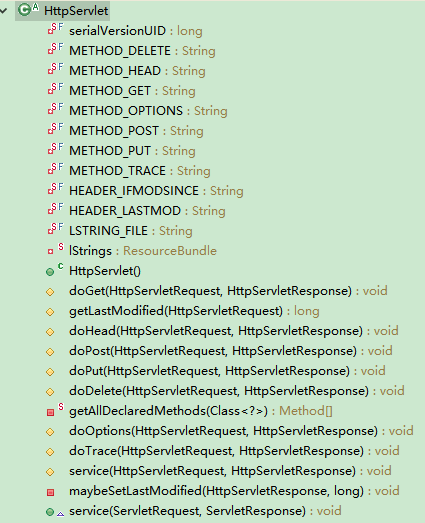 HttpServlet
serialVersionUID : long
METHOD_DELETE : String
METHOD_HEAD : String
METHOD_GET : String
METHOD_OPTIONS : String
METHOD_POST : String
METHOD_PUT : String
METHOD_TRACE : String
HEADER_IFMODSINCE : String
HEADER_LASTMOD : String
LSTRING_FILE : String
lStrings : ResourceBundle
HttpServlet()
doGet(HttpServletRequest, HttpServletResponse) : void
getLastModified(HttpServletRequest) : long
doHead(HttpServletRequest, HttpServletResponse) : void
doPost(HttpServletRequest, HttpServletResponse) : void
doPut(HttpServletRequest, HttpServletResponse) : void
doDelete(HttpServletRequest, HttpServletResponse) : void
getAllDeclaredMethods(Class<?>) : Method[]
doOptions(HttpServletRequest, HttpServletResponse) : void
doTrace(HttpServletRequest, HttpServletResponse) : void
service(HttpServletRequest, HttpServletResponse) : void
maybeSetLastModified(HttpServletResponse, long) : void
service(ServletRequest, ServletResponse) : void